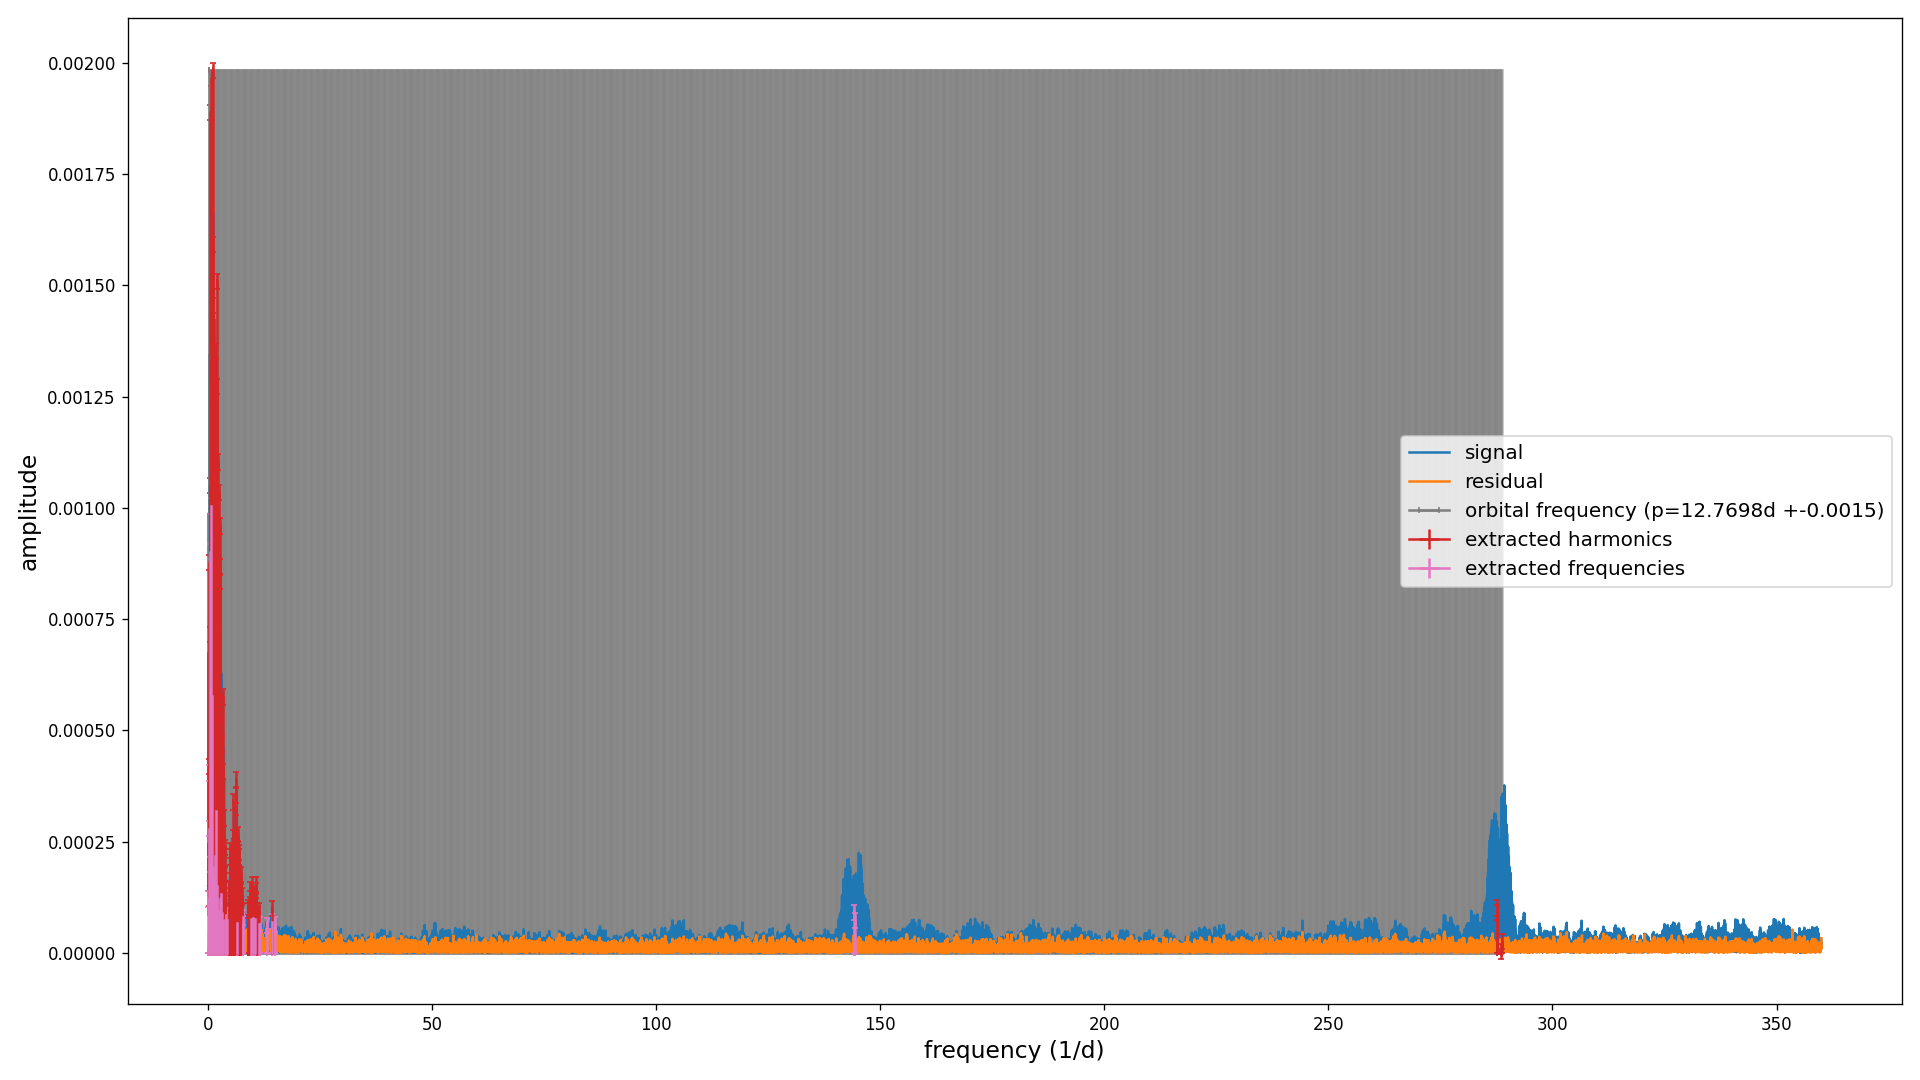 0.00200
0.00175
0.00150
0.00125
0.00100
0.00075
0.00050
0.00025
0.00000
amplitude
signal
residual
orbital frequency (p=12.7698d +-0.0015)
extracted harmonics
extracted frequencies
0 50 100 150 200 250 300 350
frequency (1/d)